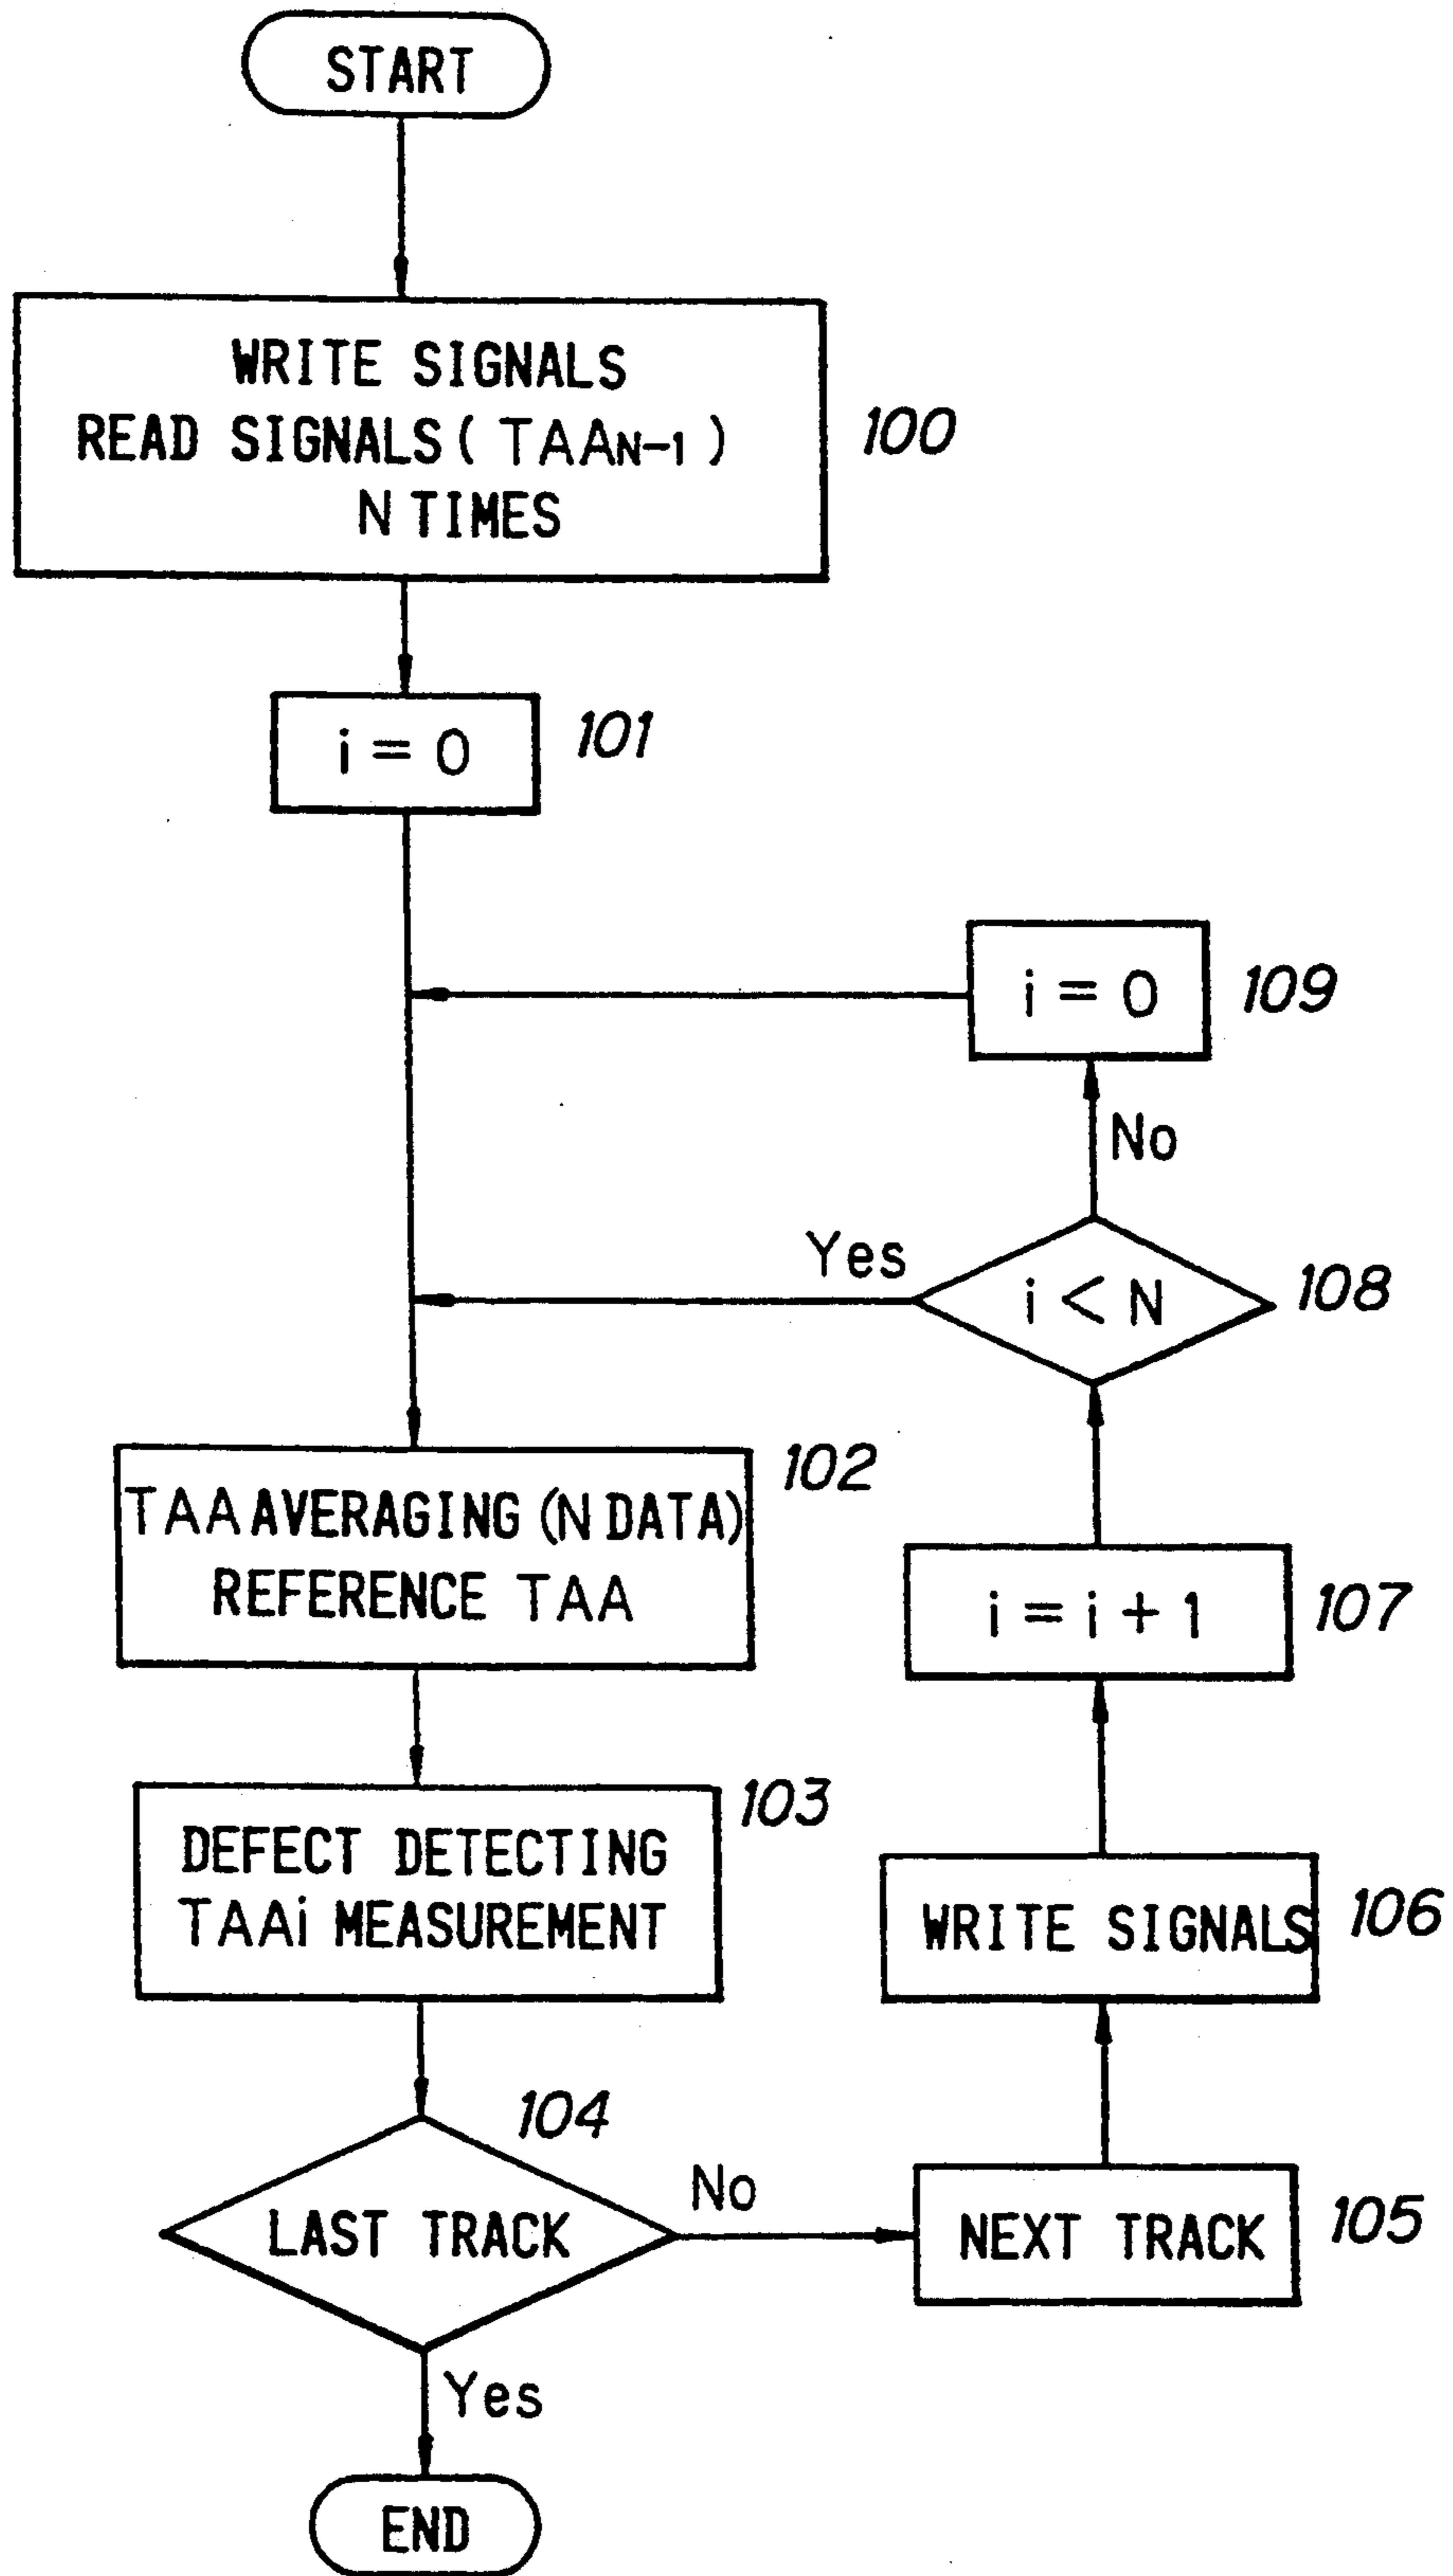 START
WRITE SIGNALS
READ SIGNALS ( TAAN-1 )
N TIMES
100
i = 0
101
i = 0
109
No
Yes
i < N
108
TAA AVERAGING (N DATA)
REFERENCE TAA
102
i = i + 1
107
DEFECT DETECTING
TAAi MEASUREMENT
103
WRITE SIGNALS
106
104
LAST TRACK
No
NEXT TRACK
105
Yes
END